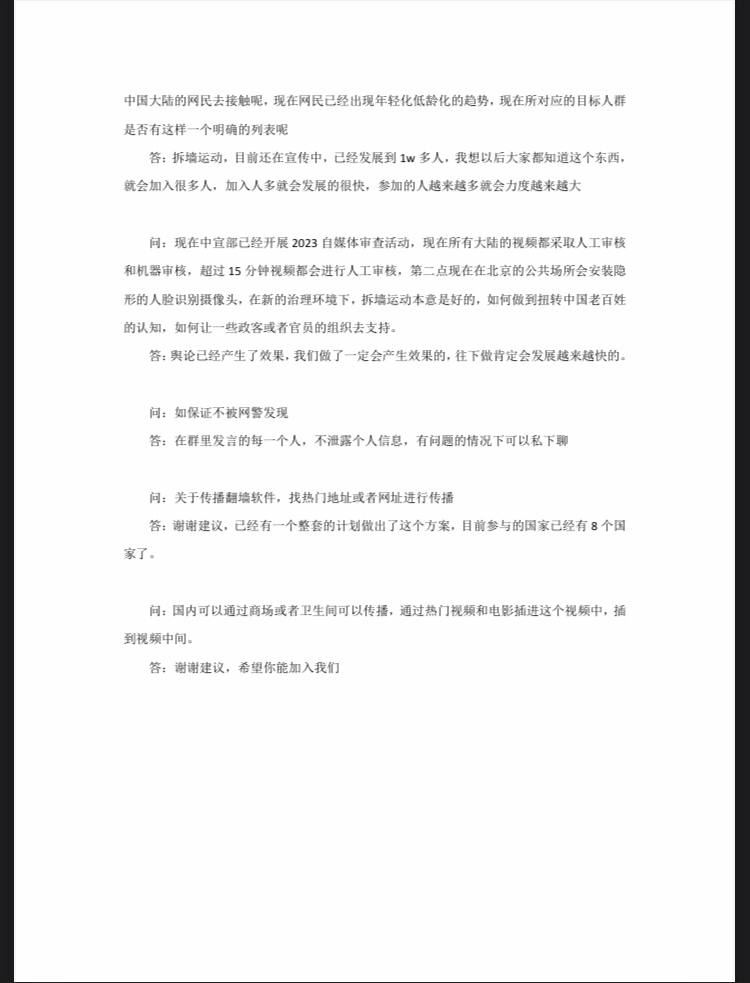 中国大陆的网民去接触呢，现在网民已经出现年轻化低龄化的趋势，现在所对应的目标人群
是否有这样一个明确的列表呢
答：拆墙运动，目前还在宣传中，已经发展到 1w 多人，我想以后大家都知道这个东西，
就会加入很多人，加入人多就会发展的很快，参加的人越来越多就会力度越来越大
问：现在中宣部已经开展 2023 自媒体审查活动，现在所有大陆的视频都采取人工审核
和机器审核，超过 15 分钟视频都会进行人工审核，第二点现在在北京的公共场所会安装隐
形的人脸识别摄像头，在新的治理环境下，拆墙运动本意是好的，如何做到扭转中国老百姓
的认知，如何让一些政客或者官员的组织去支持。
答：舆论已经产生了效果，我们做了一定会产生效果的，往下做肯定会发展越来越快的。
问：如保证不被网警发现
答：在群里发言的每一个人，不泄露个人信息，有问题的情况下可以私下聊
问：关于传播翻墙软件，找热门地址或者网址进行传播
答：谢谢建议，已经有一个整套的计划做出了这个方案，目前参与的国家已经有 8 个国
家了。
问：国内可以通过商场或者卫生间可以传播，通过热门视频和电影插进这个视频中，插
到视频中间。
答：谢谢建议，希望你能加入我们